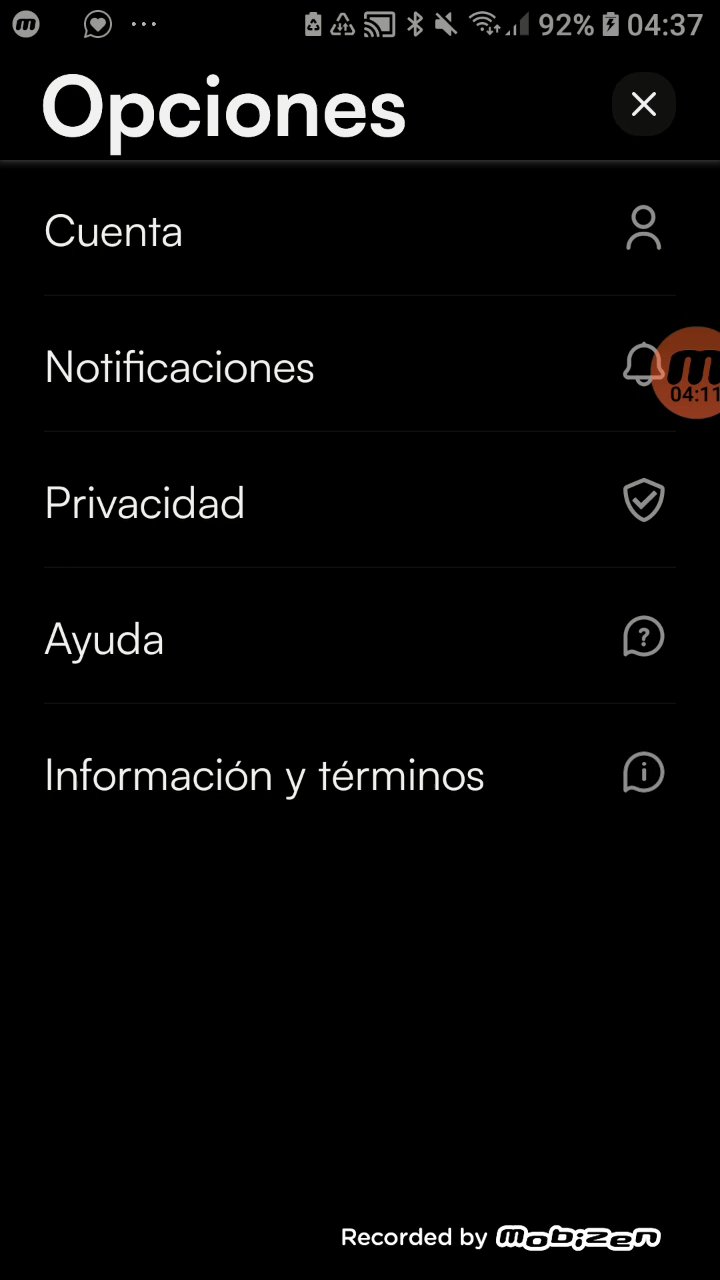 92% 04:37
Opciones
Cuenta
Notificaciones
04:11
Privacidad
Ayuda
Información y términos
Recorded by mobizen